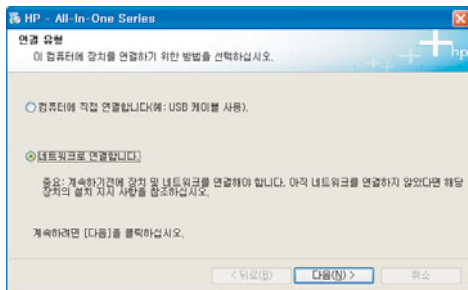 HP - All-In-One Series
연결 유형
이 컴퓨터에 장치를 연결하기 위한 방법을 선택하십시오.
hp
컴퓨터에 직접 연결합니다(예: USB 케이블 사용).
네트워크로 연결합니다.
중요: 계속하기전에 장치 및 네트워크를 연결해야 합니다. 아직 네트워크를 연결하지 않았다면 해당
장치의 설치 지시 사항을 참조하십시오.
계속하려면 [다음]을 클릭하십시오.
< 뒤로(B) 다음(N) > 취소